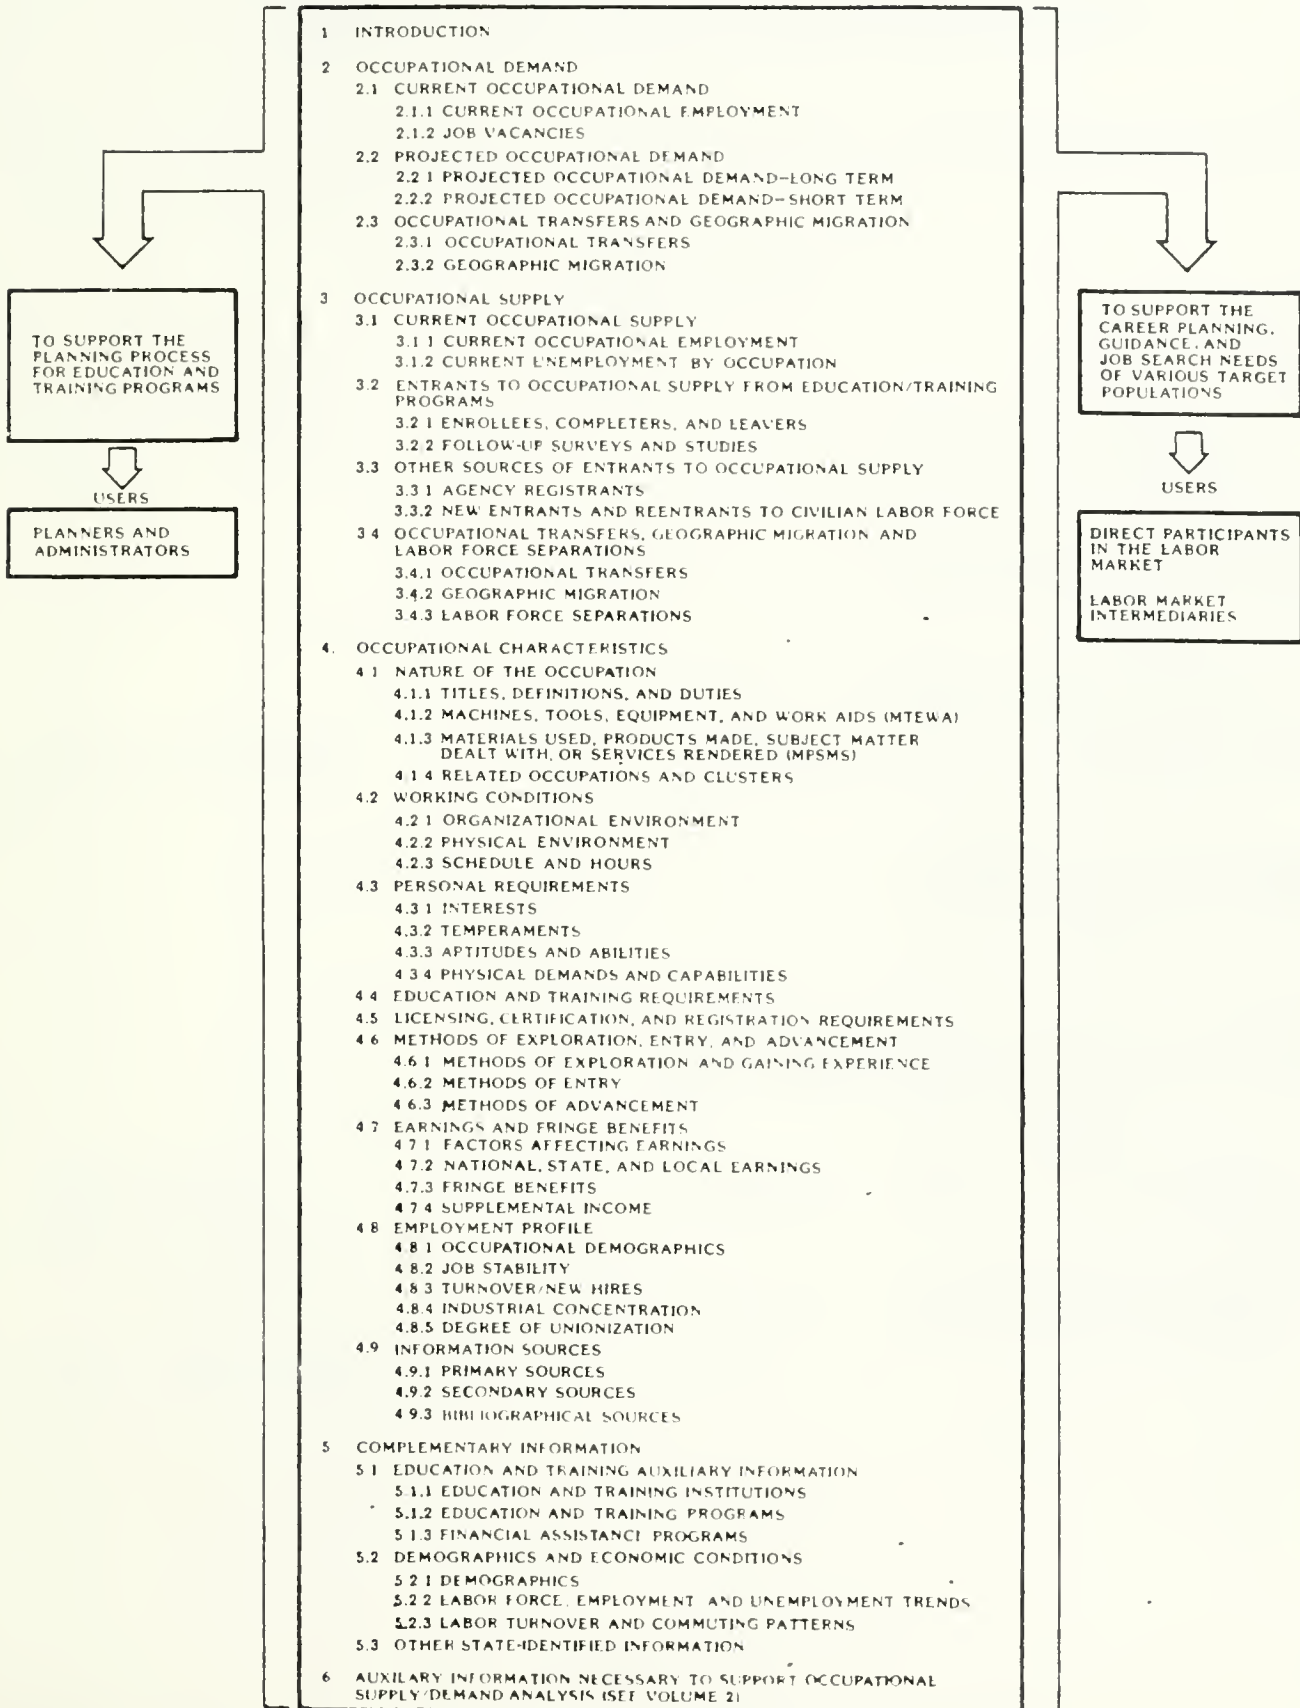 1 INTRODUCTION
2 OCCUPATIONAL DEMAND
2.1 CURRENT OCCUPATIONAL DEMAND
2.1.1 CURRENT OCCUPATIONAL EMPLOYMENT
2.1.2 JOB VACANCIES
2.2 PROJECTED OCCUPATIONAL DEMAND
2.2 1 PROJECTED OCCUPATIONAL DEMAND-LONG TERM
2.2.2 PROJECTED OCCUPATIONAL DEMAND-SHORT TERM
2.3 OCCUPATIONAL TRANSFERS AND GEOGRAPHIC MIGRATION
2.3.1 OCCUPATIONAL TRANSFERS
2.3.2 GEOGRAPHIC MIGRATION
3 OCCUPATIONAL SUPPLY
3.1 CURRENT OCCUPATIONAL SUPPLY
3.1 1 CURRENT OCCUPATIONAL EMPLOYMENT
3.1.2 CURRENT UNEMPLOYMENT BY OCCUPATION
3.2 ENTRANTS TO OCCUPATIONAL SUPPLY FROM EDUCATION/TRAINING
PROGRAMS
3.2 1 ENROLLEES, COMPLETERS, AND LEAVERS
3.2.2 FOLLOW-UP SURVEYS AND STUDIES
3.3 OTHER SOURCES OF ENTRANTS TO OCCUPATIONAL SUPPLY
3.3 1 AGENCY REGISTRANTS
3.3.2 NEW ENTRANTS AND REENTRANTS TO CIVILIAN LABOR FORCE
3 4 OCCUPATIONAL TRANSFERS, GEOGRAPHIC MIGRATION AND
LABOR FORCE SEPARATIONS
3.4.1 OCCUPATIONAL TRANSFERS
3.4.2 GEOGRAPHIC MIGRATION
3.4.3 LABOR FORCE SEPARATIONS
4. OCCUPATIONAL CHARACTERISTICS
4 1 NATURE OF THE OCCUPATION
4.1.1 TITLES, DEFINITIONS, AND DUTIES
4.1.2 MACHINES, TOOLS, EQUIPMENT, AND WORK AIDS (MTEWA)
4.1.3 MATERIALS USED, PRODUCTS MADE, SUBJECT MATTER
DEALT WITH, OR SERVICES RENDERED (MPSMS)
4.1 4 RELATED OCCUPATIONS AND CLUSTERS
4.2 WORKING CONDITIONS
4.2 1 ORGANIZATIONAL ENVIRONMENT
4.2.2 PHYSICAL ENVIRONMENT
4.2.3 SCHEDULE AND HOURS
4.3 PERSONAL REQUIREMENTS
4.3 1 INTERESTS
4.3.2 TEMPERAMENTS
4.3.3 APTITUDES AND ABILITIES
4 3 4 PHYSICAL DEMANDS AND CAPABILITIES
4 4 EDUCATION AND TRAINING REQUIREMENTS
4.5 LICENSING, CERTIFICATION, AND REGISTRATION REQUIREMENTS
4 6 METHODS OF EXPLORATION, ENTRY, AND ADVANCEMENT
4.6 1 METHODS OF EXPLORATION AND GAINING EXPERIENCE
4.6.2 METHODS OF ENTRY
4 6.3 METHODS OF ADVANCEMENT
4 7 EARNINGS AND FRINGE BENEFITS
4 7 1 FACTORS AFFECTING EARNINGS
4 7.2 NATIONAL, STATE, AND LOCAL EARNINGS
4.7.3 FRINGE BENEFITS
4 7 4 SUPPLEMENTAL INCOME
4 8 EMPLOYMENT PROFILE
4 8 1 OCCUPATIONAL DEMOGRAPHICS
4 8.2 JOB STABILITY
4 8 3 TURNOVER/NEW HIRES
4.8.4 INDUSTRIAL CONCENTRATION
4.8.5 DEGREE OF UNIONIZATION
4.9 INFORMATION SOURCES
4.9.1 PRIMARY SOURCES
4.9.2 SECONDARY SOURCES
4 9.3 BIBLIOGRAPHICAL SOURCES
5 COMPLEMENTARY INFORMATION
5 1 EDUCATION AND TRAINING AUXILIARY INFORMATION
5.1.1 EDUCATION AND TRAINING INSTITUTIONS
5.1.2 EDUCATION AND TRAINING PROGRAMS
5 1.3 FINANCIAL ASSISTANCE PROGRAMS
5.2 DEMOGRAPHICS AND ECONOMIC CONDITIONS
5 2 1 DEMOGRAPHICS
5.2 2 LABOR FORCE, EMPLOYMENT AND UNEMPLOYMENT TRENDS
5.2.3 LABOR TURNOVER AND COMMUTING PATTERNS
5.3 OTHER STATE-IDENTIFIED INFORMATION
6 AUXILARY INFORMATION NECESSARY TO SUPPORT OCCUPATIONAL
SUPPLY/DEMAND ANALYSIS (SEE VOLUME 2)
TO SUPPORT THE
PLANNING PROCESS
FOR EDUCATION AND
TRAINING PROGRAMS
USERS
PLANNERS AND
ADMINISTRATORS
TO SUPPORT THE
CAREER PLANNING,
GUIDANCE, AND
JOB SEARCH NEEDS
OF VARIOUS TARGET
POPULATIONS
USERS
DIRECT PARTICIPANTS
IN THE LABOR
MARKET
LABOR MARKET
INTERMEDIARIES